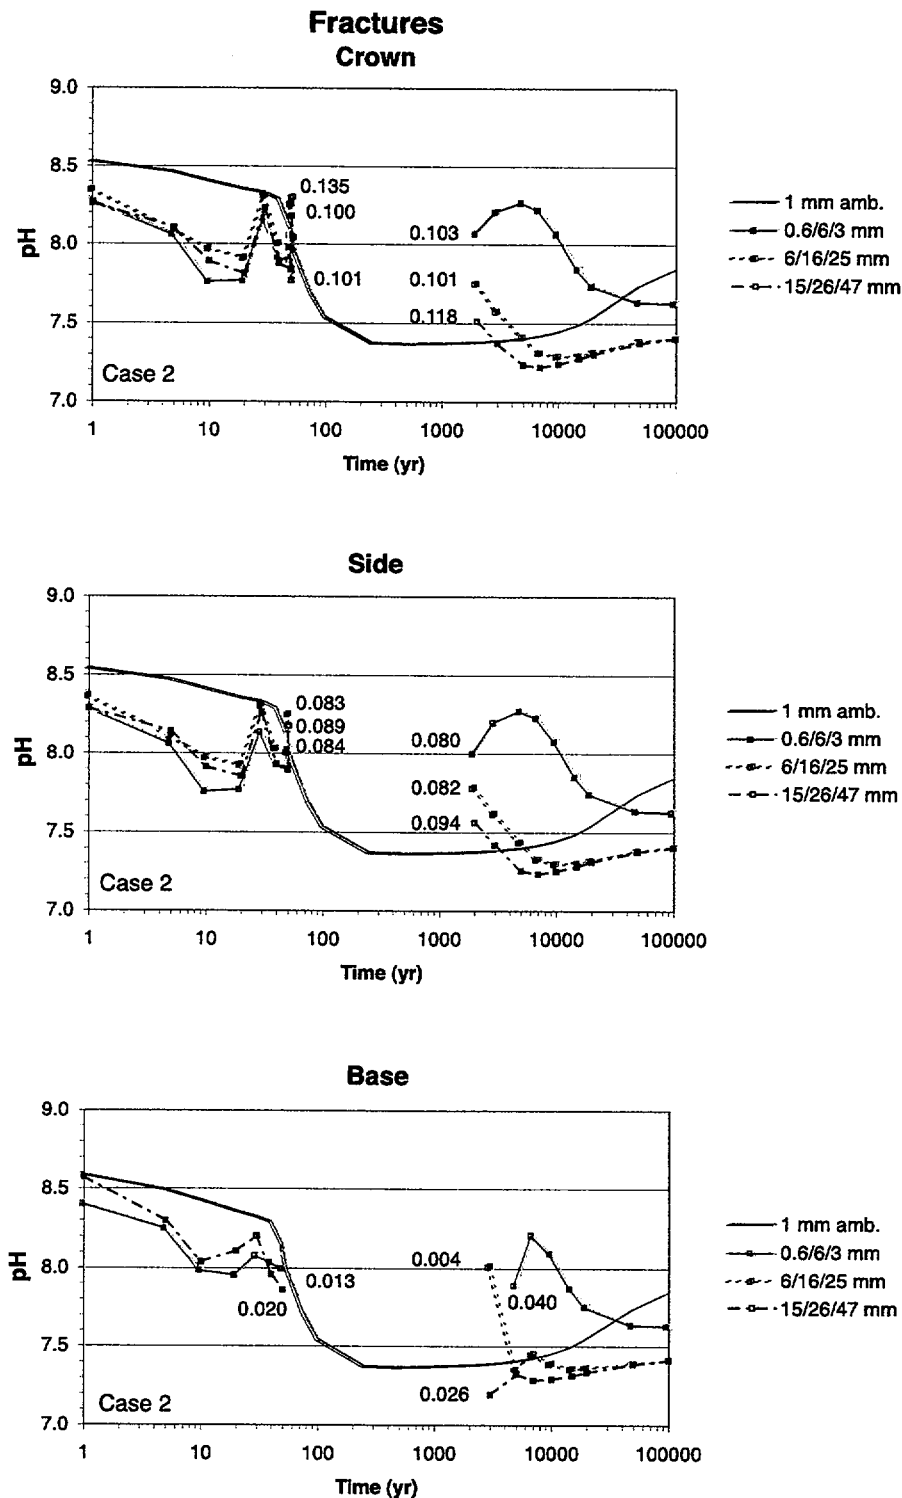 Fractures
Crown
9.0
8.5
8.0
7.5
7.0
pH
0.135
0.100
0.101
0.103
0.101
0.118
Case 2
1 10 100 1000 10000 100000
Time (yr)
1 mm amb.
0.6/6/3 mm
6/16/25 mm
15/26/47 mm
Side
9.0
8.5
8.0
7.5
7.0
pH
0.083
0.089
0.084
0.080
0.082
0.094
Case 2
1 10 100 1000 10000 100000
Time (yr)
1 mm amb.
0.6/6/3 mm
6/16/25 mm
15/26/47 mm
Base
9.0
8.5
8.0
7.5
7.0
pH
0.013
0.020
0.004
0.040
0.026
Case 2
1 10 100 1000 10000 100000
Time (yr)
1 mm amb.
0.6/6/3 mm
6/16/25 mm
15/26/47 mm